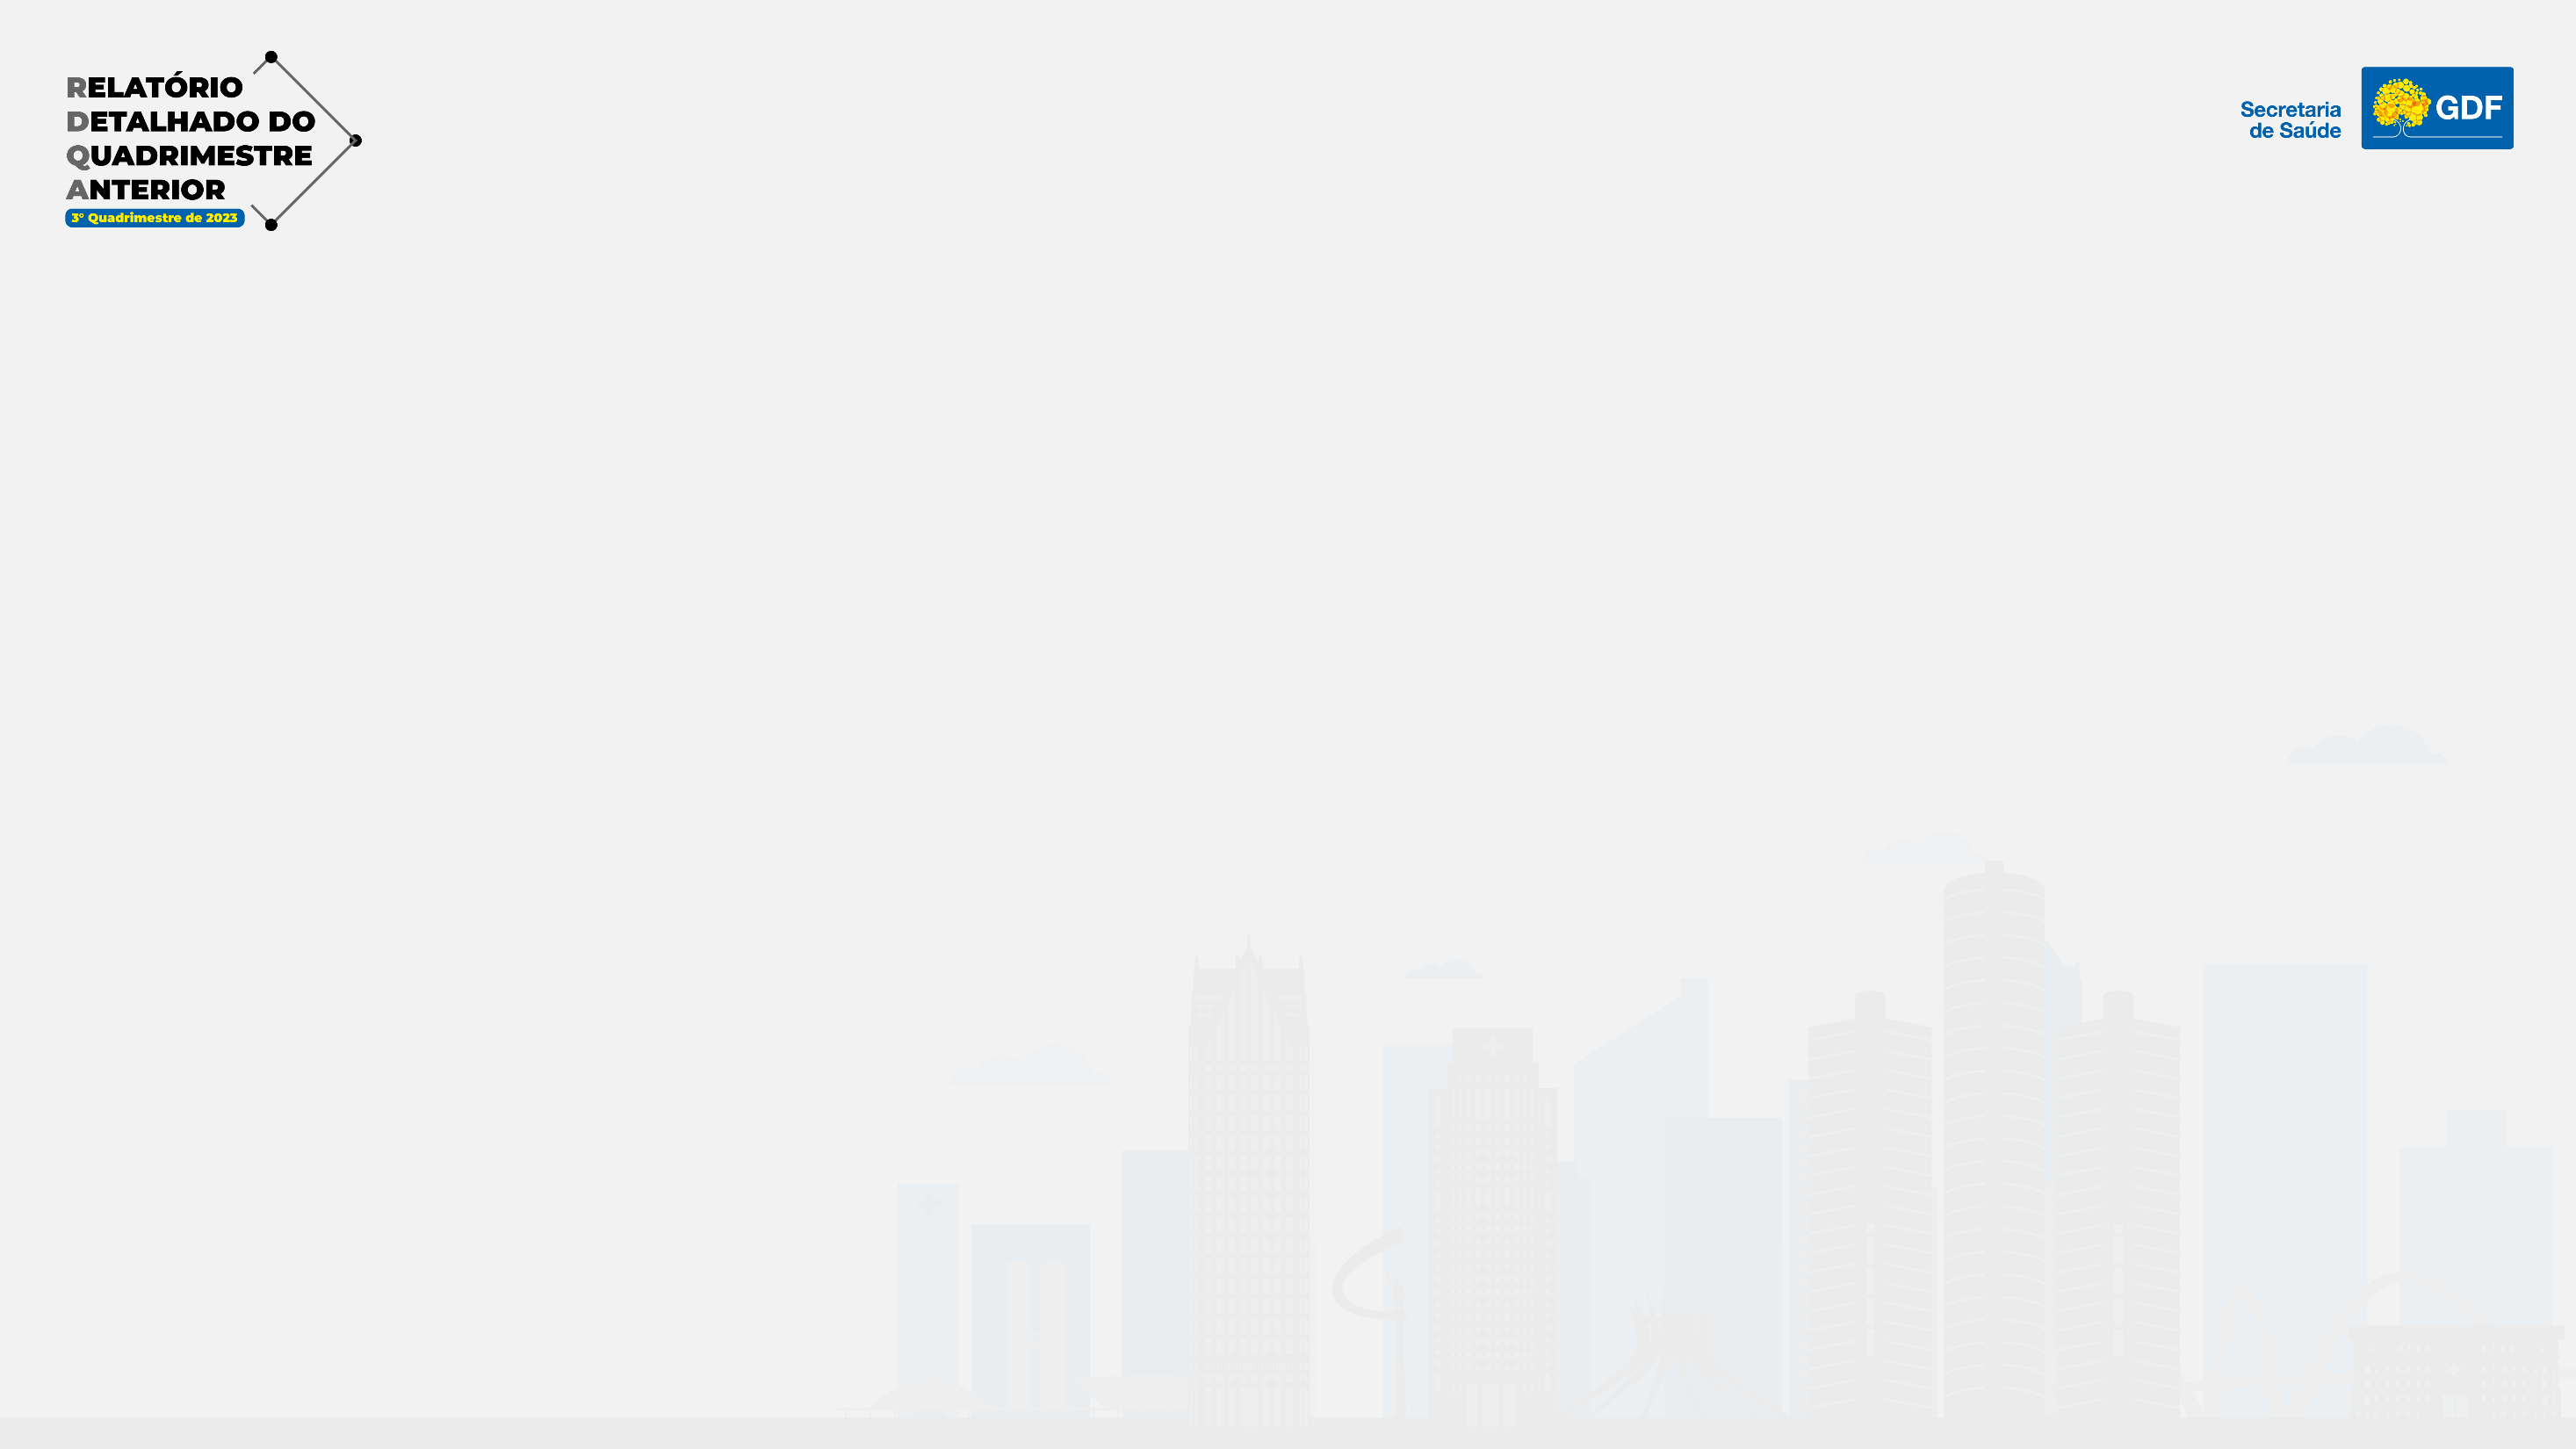 RELATÓRIO
DETALHADO DO
QUADRIMESTRE
ANTERIOR
3º Quadrimestre de 2023
Secretaria
de Saúde
GDF